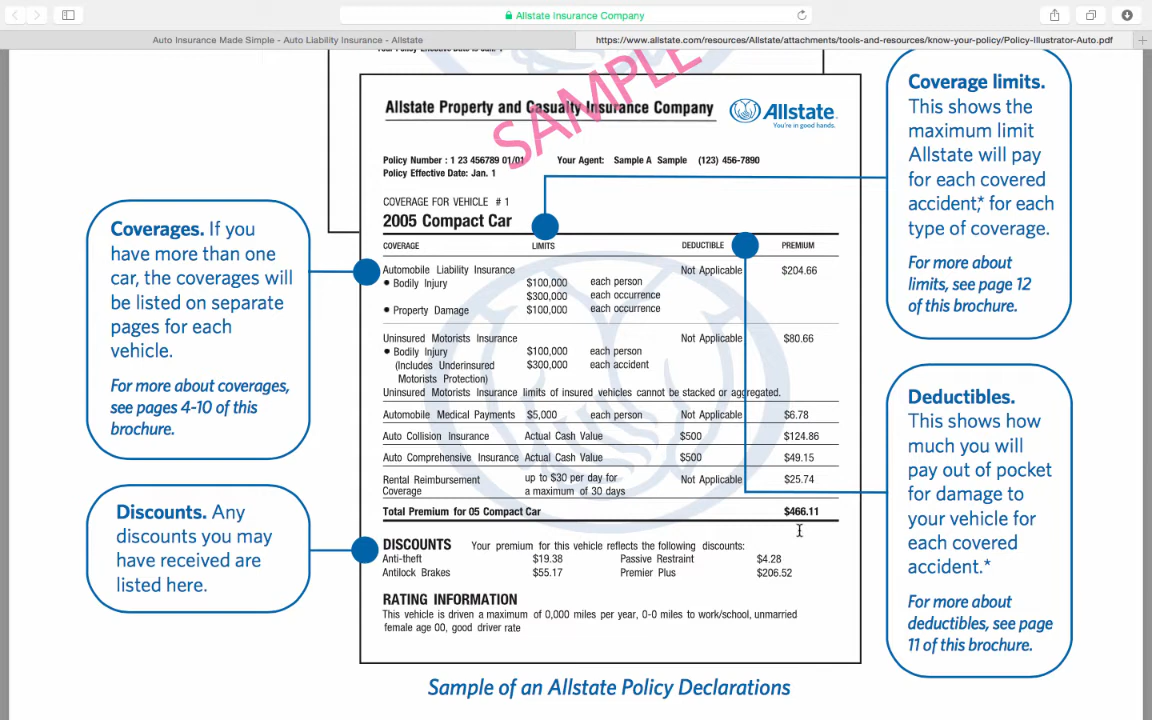 Allstate Insurance Company
Auto Insurance Made Simple - Auto Liability Insurance - Allstate
https://www.allstate.com/resources/Allstate/attachments/tools-and-resources/know-your-policy/Policy-Illustrator-Auto.pdf
SAMPLE
Allstate Property and Casualty Insurance Company
Allstate.
You're in good hands.
Policy Number : 1 23 456789 01/01 Your Agent: Sample A Sample (123) 456-7890
Policy Effective Date: Jan. 1
COVERAGE FOR VEHICLE # 1
2005 Compact Car
COVERAGE LIMITS DEDUCTIBLE PREMIUM
Automobile Liability Insurance Not Applicable $204.66
• Bodily Injury $100,000 each person
$300,000 each occurrence
• Property Damage $100,000 each occurrence
Uninsured Motorists Insurance Not Applicable $80.66
• Bodily Injury $100,000 each person
(Includes Underinsured $300,000 each accident
Motorists Protection)
Uninsured Motorists Insurance limits of insured vehicles cannot be stacked or aggregated.
Automobile Medical Payments $5,000 each person Not Applicable $6.78
Auto Collision Insurance Actual Cash Value $500 $124.86
Auto Comprehensive Insurance Actual Cash Value $500 $49.15
Rental Reimbursement up to $30 per day for Not Applicable $25.74
Coverage a maximum of 30 days
Total Premium for 05 Compact Car $466.11
DISCOUNTS Your premium for this vehicle reflects the following discounts:
Anti-theft $19.38 Passive Restraint $4.28
Antilock Brakes $55.17 Premier Plus $206.52
RATING INFORMATION
This vehicle is driven a maximum of 0,000 miles per year, 0-0 miles to work/school, unmarried
female age 00, good driver rate
Sample of an Allstate Policy Declarations
Coverages. If you
have more than one
car, the coverages will
be listed on separate
pages for each
vehicle.
For more about coverages,
see pages 4-10 of this
brochure.
Discounts. Any
discounts you may
have received are
listed here.
Coverage limits.
This shows the
maximum limit
Allstate will pay
for each covered
accident,* for each
type of coverage.
For more about
limits, see page 12
of this brochure.
Deductibles.
This shows how
much you will
pay out of pocket
for damage to
your vehicle for
each covered
accident.*
For more about
deductibles, see page
11 of this brochure.